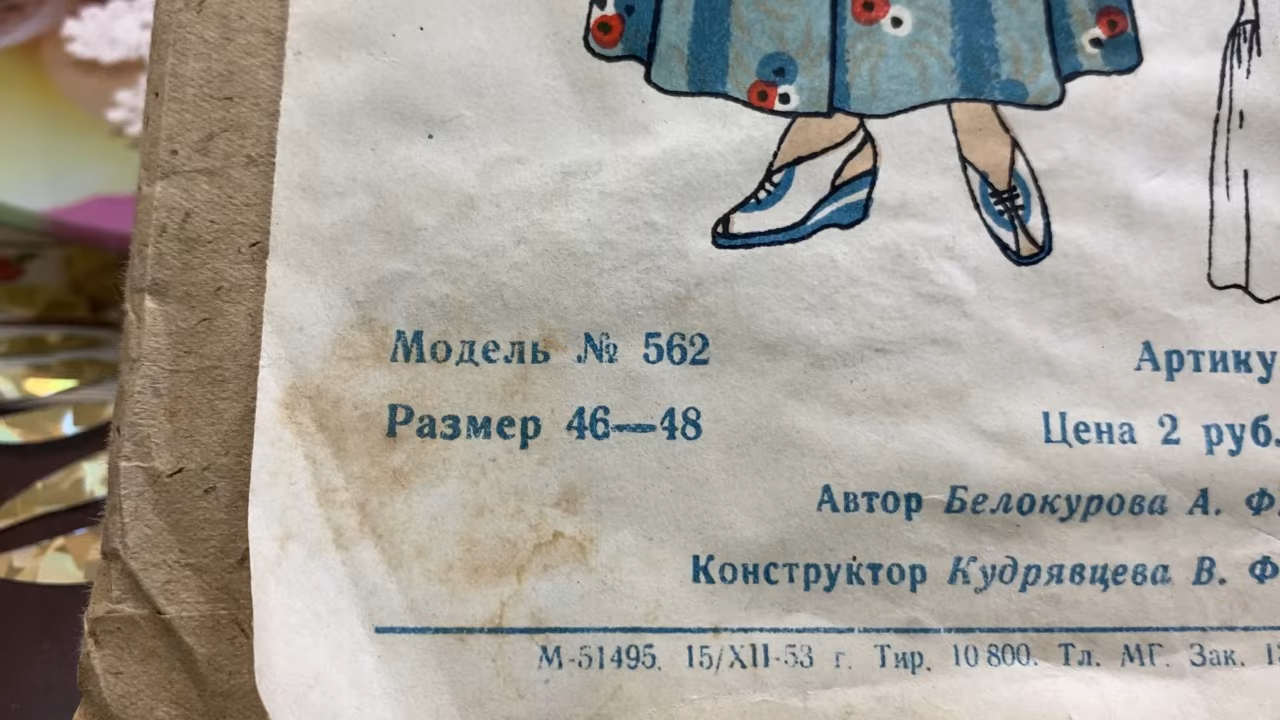 Модель № 562
Артику
Размер 46—48
Цена 2 руб.
Автор Белокурова А. Ф.
Конструктор Кудрявцева В. Ф
М-51495. 15/XII-53 г. Тир. 10 800. Тл. МГ. Зак. 1